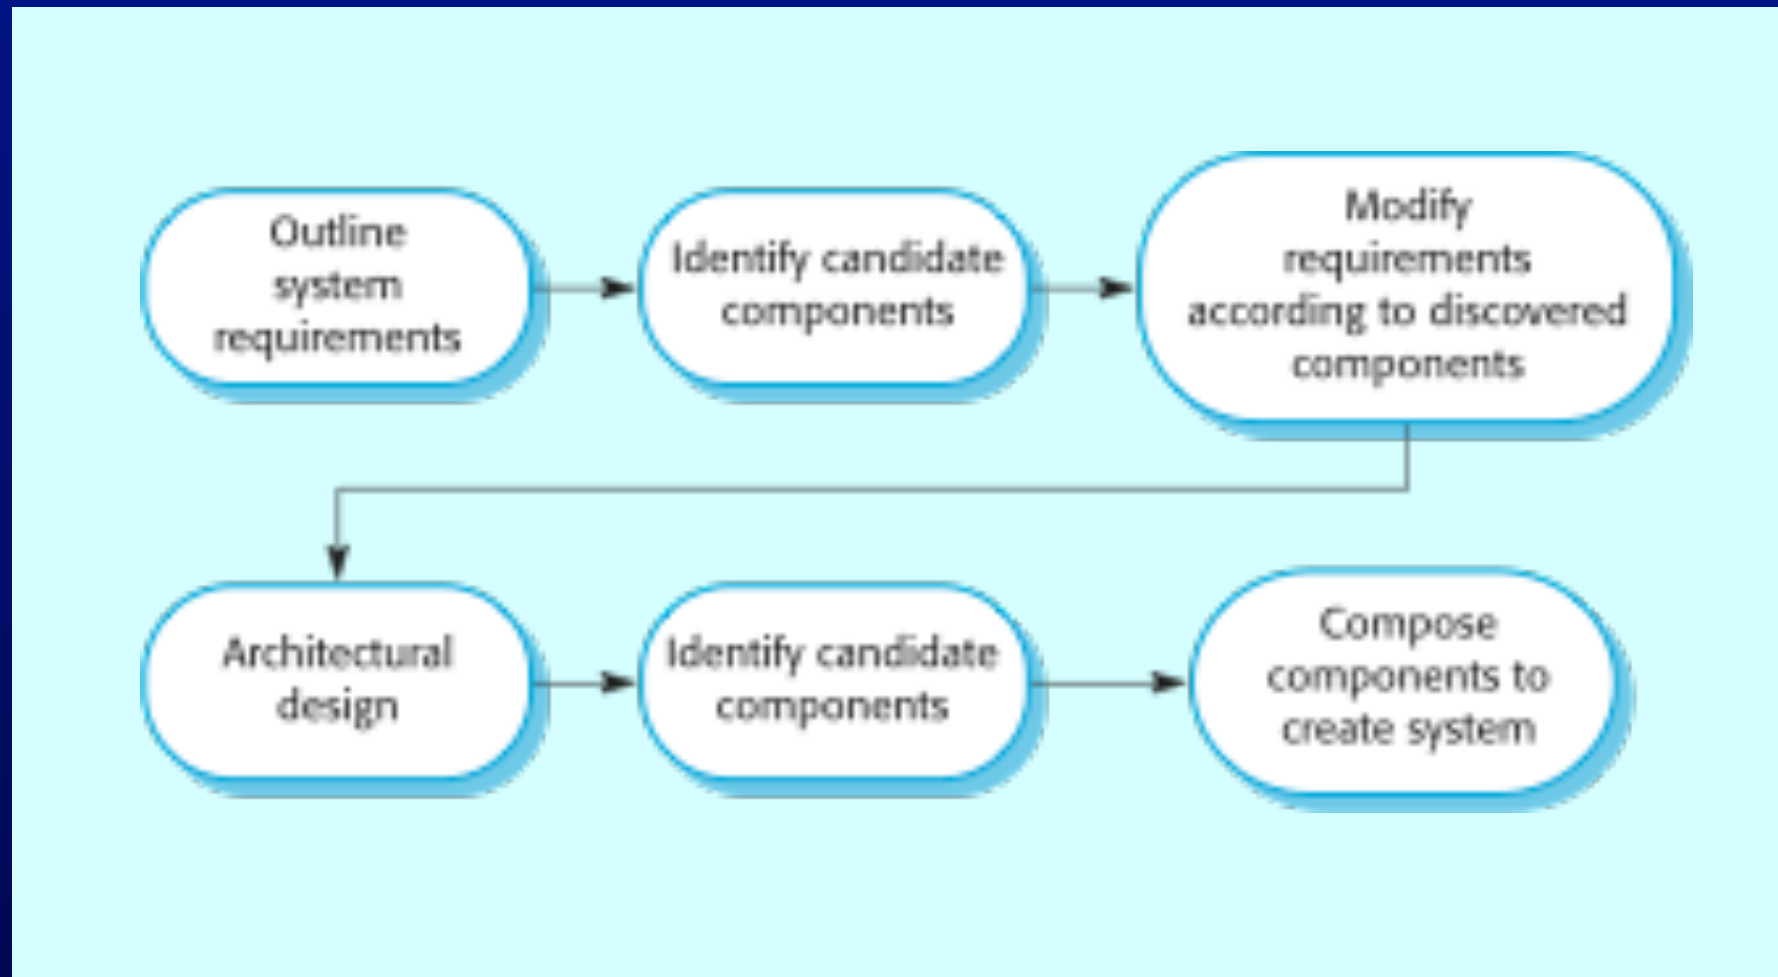 Outline
system
requirements
Identify candidate
components
Modify
requirements
according to discovered
components
Architectural
design
Identify candidate
components
Compose
components to
create system